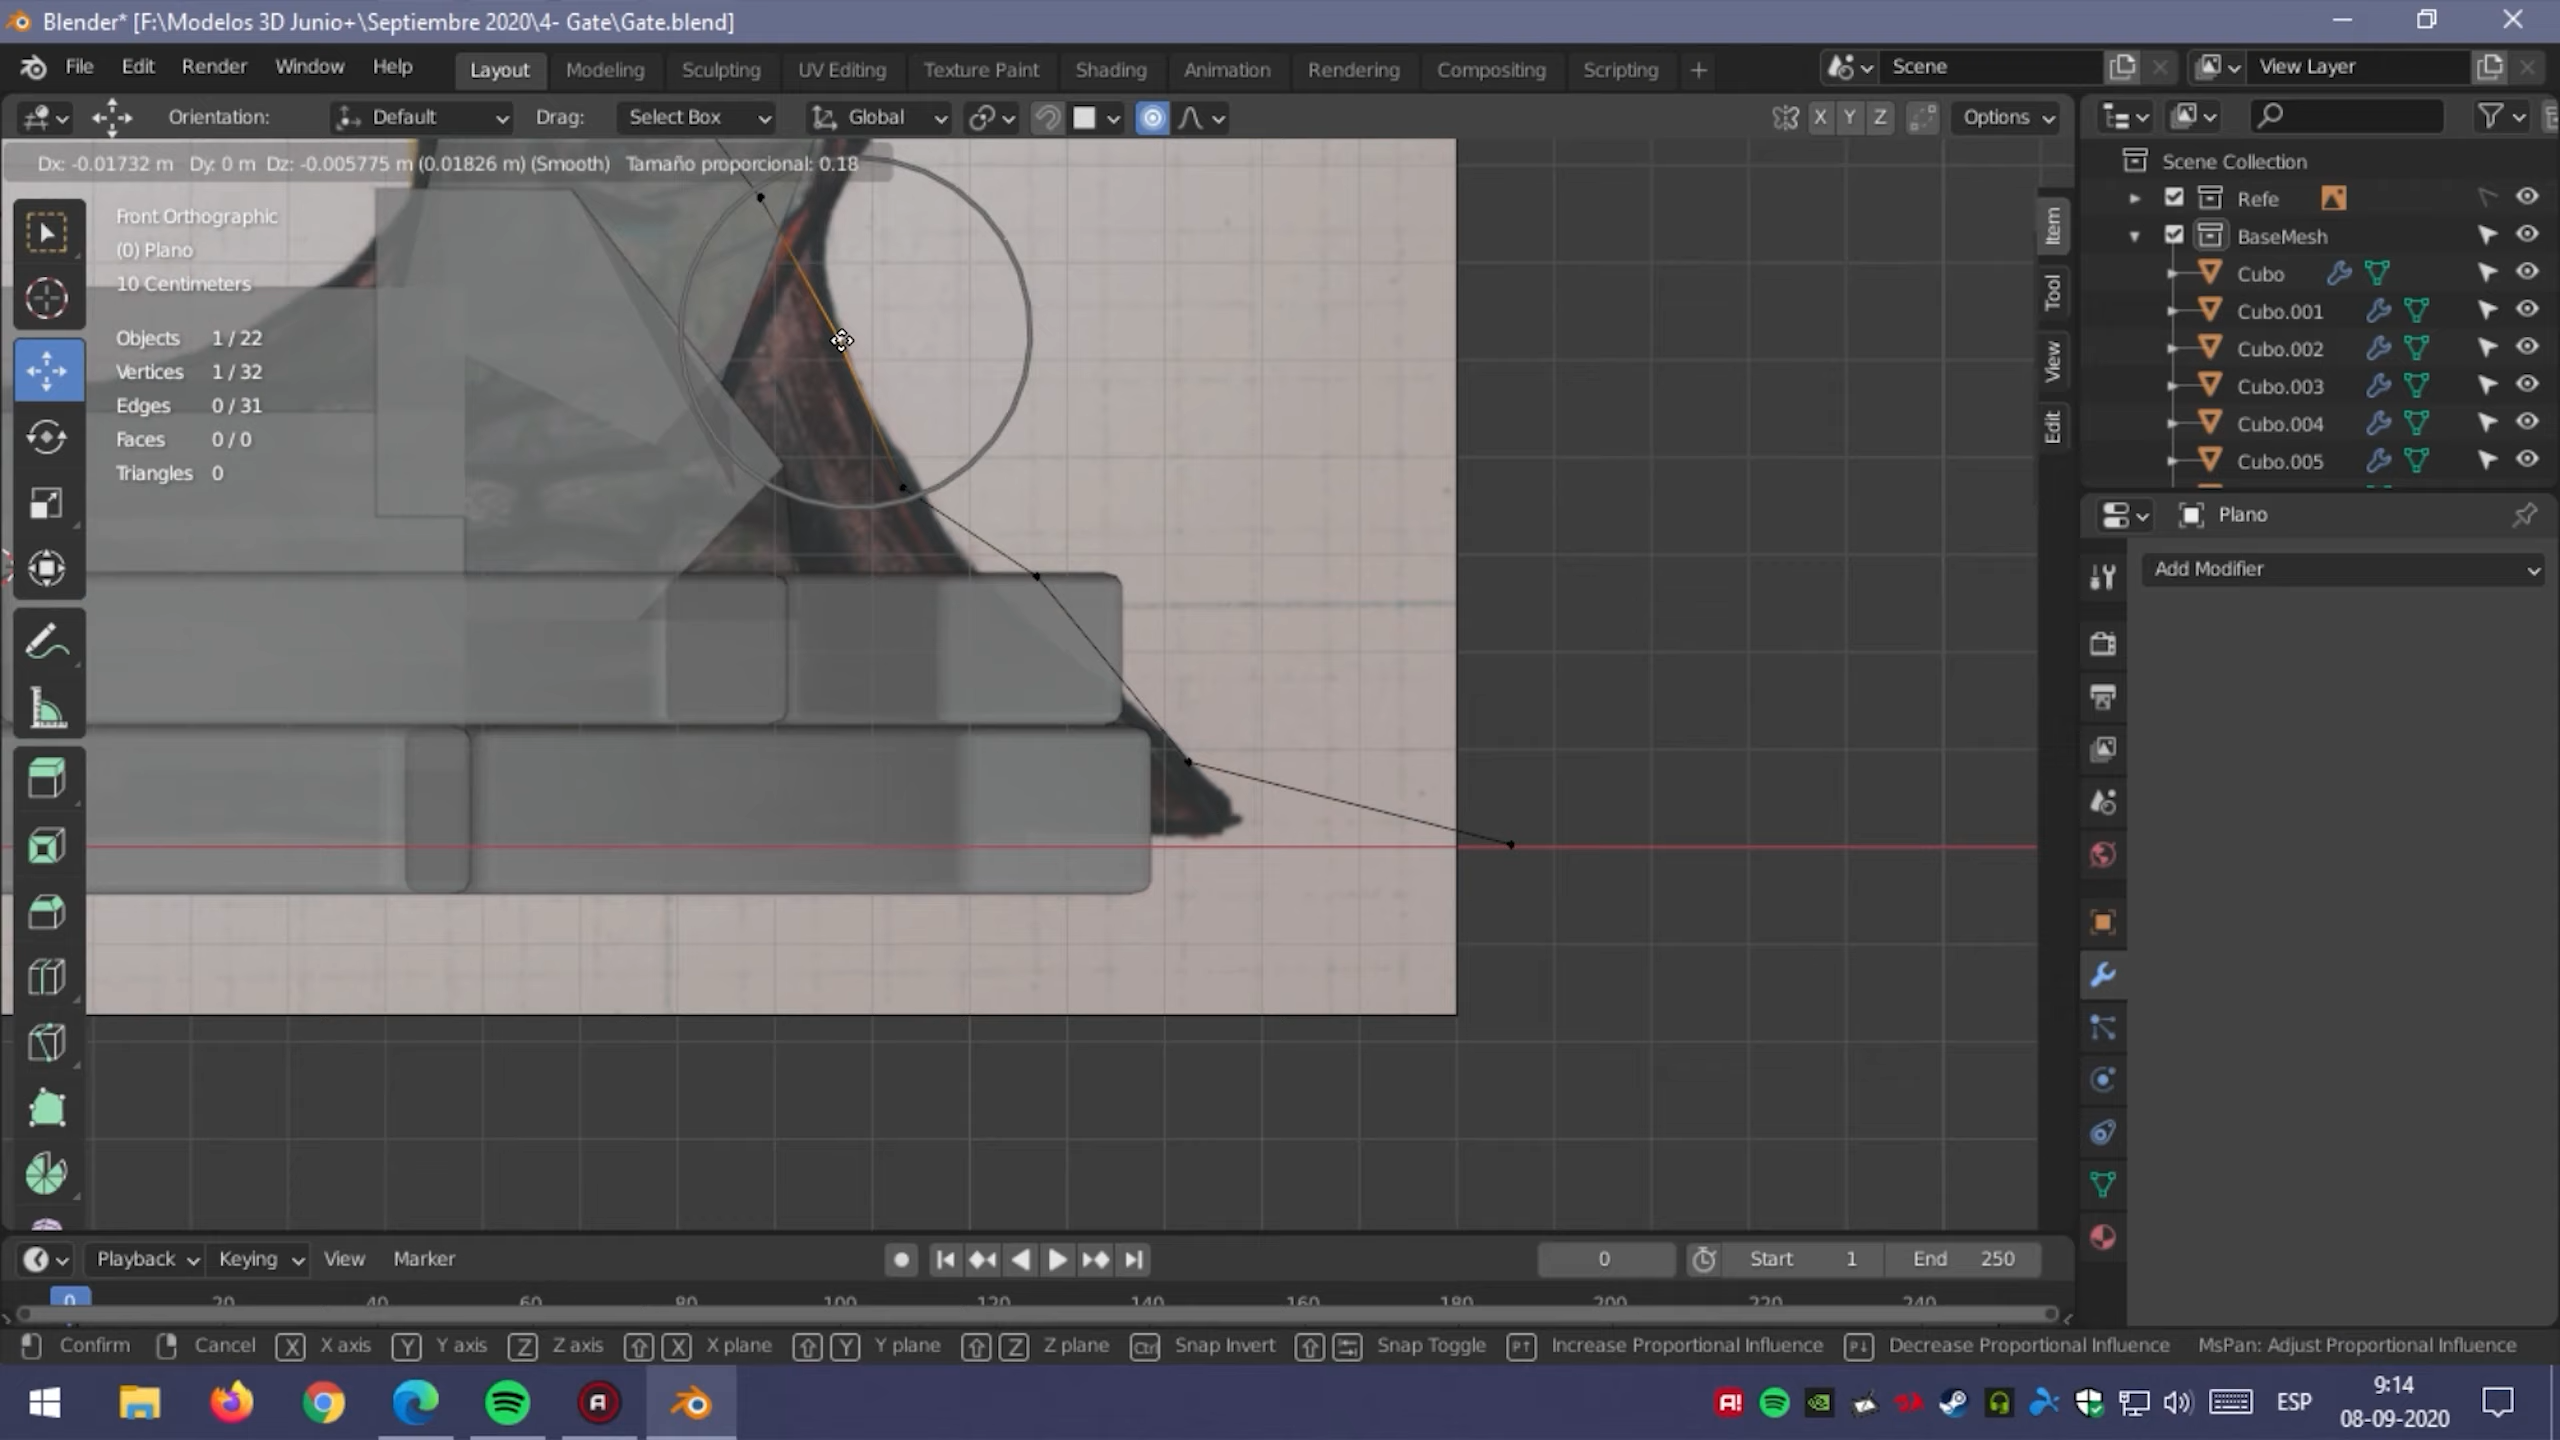 Blender* [F:\Modelos 3D Junio+\Septiembre 2020\4- Gate\Gate.blend]
File Edit Render Window Help Layout Modeling Sculpting UV Editing Texture Paint Shading Animation Rendering Compositing Scripting + Scene View Layer
Orientation: Default Drag: Select Box Global X Y Z Options
Dx: -0.01732 m Dy: 0 m Dz: -0.005775 m (0.01826 m) (Smooth) Tamaño proporcional: 0.18
Front Orthographic
(0) Plano
10 Centimeters
Objects 1 / 22
Vertices 1 / 32
Edges 0 / 31
Faces 0 / 0
Triangles 0
Item
Tool
View
Edit
Scene Collection
Refe
BaseMesh
Cubo
Cubo.001
Cubo.002
Cubo.003
Cubo.004
Cubo.005
Plano
Add Modifier
Playback Keying View Marker 0 Start 1 End 250
0 20 40 60 80 100 120 140 160 180 200 220 240
Confirm Cancel X X axis Y Y axis Z Z axis X X plane Y Y plane Z Z plane Ctrl Snap Invert Snap Toggle P↑ Increase Proportional Influence P↓ Decrease Proportional Influence MsPan: Adjust Proportional Influence
ESP
9:14
08-09-2020